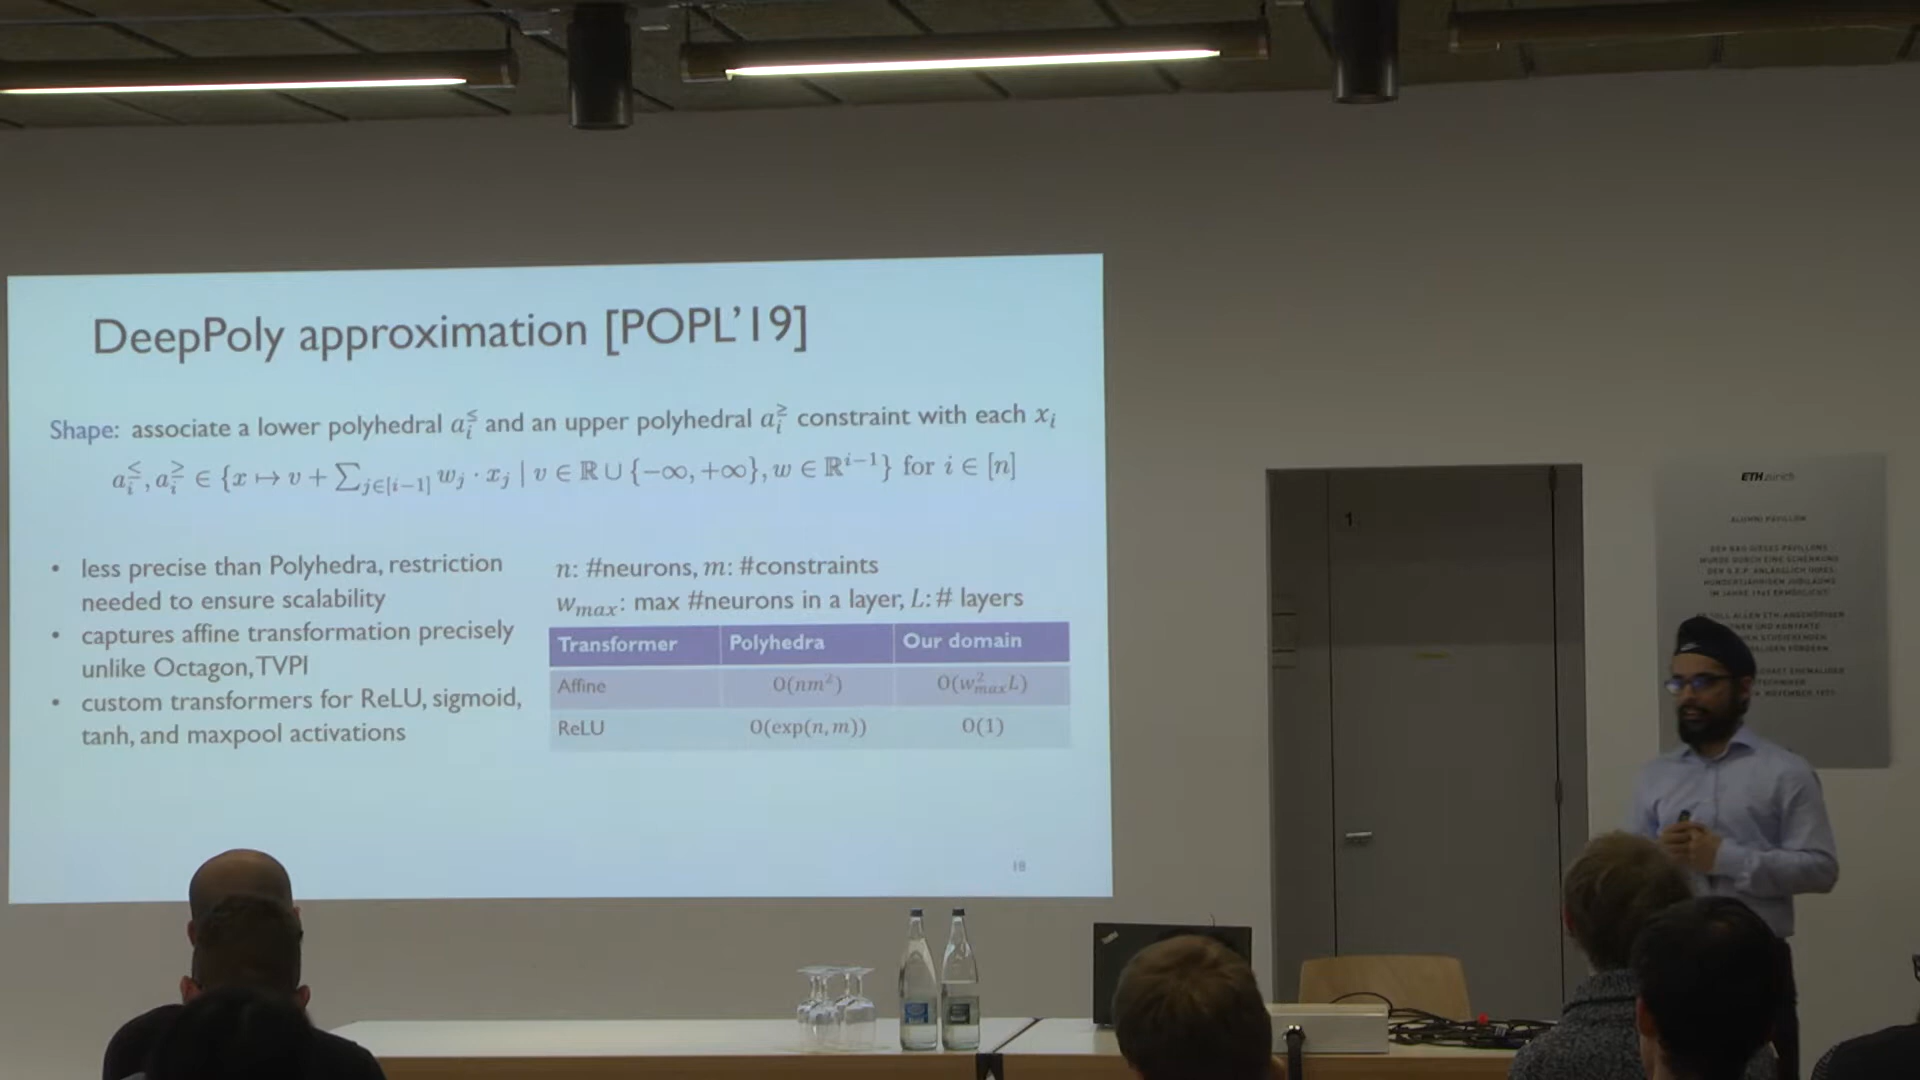 DeepPoly approximation [POPL'19]
Shape: associate a lower polyhedral a_i^≤ and an upper polyhedral a_i^≥ constraint with each x_i
a_i^≤, a_i^≥ ∈ {x ↦ v + ∑_{j∈[i−1]} w_j · x_j | v ∈ ℝ ∪ {−∞, +∞}, w ∈ ℝ^{i−1}} for i ∈ [n]
• less precise than Polyhedra, restriction
needed to ensure scalability
• captures affine transformation precisely
unlike Octagon, TVPI
• custom transformers for ReLU, sigmoid,
tanh, and maxpool activations
n: #neurons, m: #constraints
w_max: max #neurons in a layer, L: # layers
Transformer Polyhedra Our domain
Affine O(nm²) O(w_max² L)
ReLU O(exp(n, m)) O(1)
18
1.
ETH zürich
ALUMNI PAVILLON